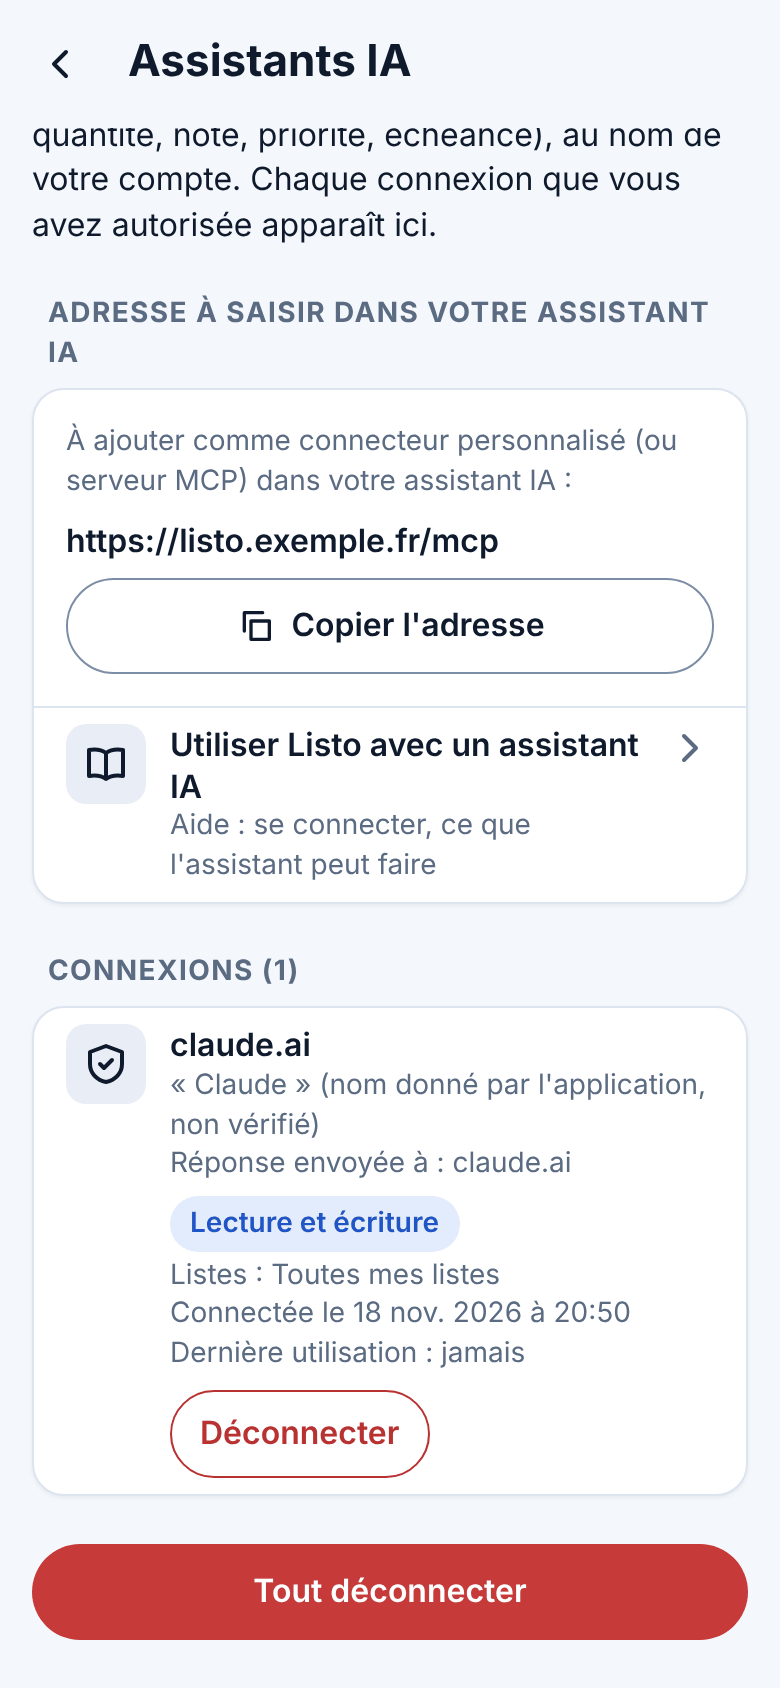 Assistants IA
quantité, note, priorité, échéance), au nom de
votre compte. Chaque connexion que vous
avez autorisée apparaît ici.
ADRESSE À SAISIR DANS VOTRE ASSISTANT
IA
À ajouter comme connecteur personnalisé (ou
serveur MCP) dans votre assistant IA :
https://listo.exemple.fr/mcp
Copier l'adresse
Utiliser Listo avec un assistant
IA
Aide : se connecter, ce que
l'assistant peut faire
CONNEXIONS (1)
claude.ai
« Claude » (nom donné par l'application,
non vérifié)
Réponse envoyée à : claude.ai
Lecture et écriture
Listes : Toutes mes listes
Connectée le 18 nov. 2026 à 20:50
Dernière utilisation : jamais
Déconnecter
Tout déconnecter